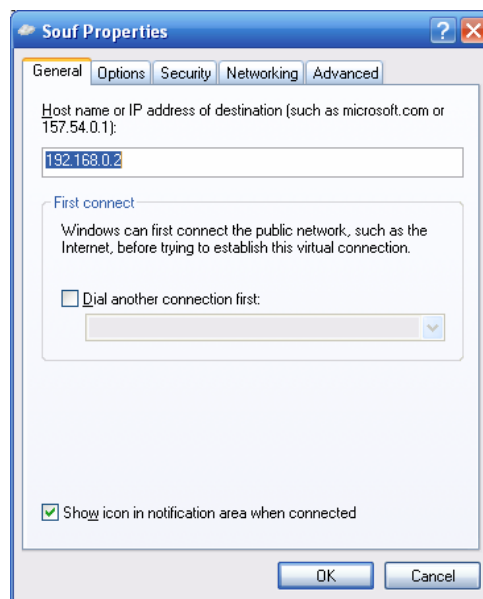 Souf Properties
General Options Security Networking Advanced
Host name or IP address of destination (such as microsoft.com or
157.54.0.1):
192.168.0.2
First connect
Windows can first connect the public network, such as the
Internet, before trying to establish this virtual connection.
Dial another connection first:
Show icon in notification area when connected
OK Cancel